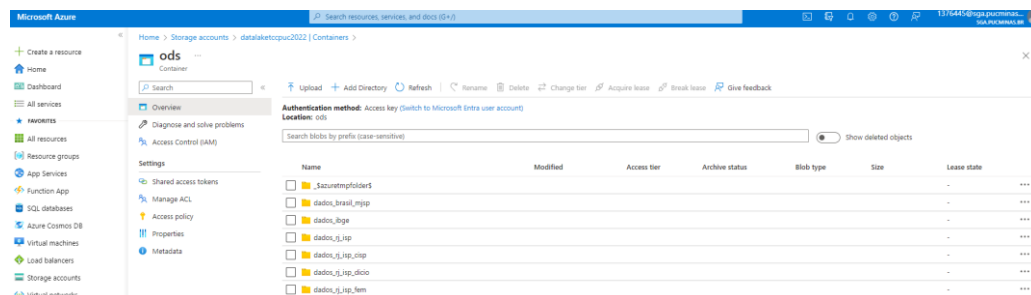 Microsoft Azure
Search resources, services, and docs (G+/)
1376445@sga.pucminas...
SGA.PUCMINAS.BR
Create a resource
Home
Dashboard
All services
FAVORITES
All resources
Resource groups
App Services
Function App
SQL databases
Azure Cosmos DB
Virtual machines
Load balancers
Storage accounts
Virtual networks
Home > Storage accounts > datalaketccpuc2022 | Containers >
ods ...
Container
Search
Overview
Diagnose and solve problems
Access Control (IAM)
Settings
Shared access tokens
Manage ACL
Access policy
Properties
Metadata
Upload Add Directory Refresh Rename Delete Change tier Acquire lease Break lease Give feedback
Authentication method: Access key (Switch to Microsoft Entra user account)
Location: ods
Search blobs by prefix (case-sensitive)
Show deleted objects
Name Modified Access tier Archive status Blob type Size Lease state
_$azuretmpfolder$ - ...
dados_brasil_mjsp - ...
dados_ibge - ...
dados_rj_isp - ...
dados_rj_isp_cisp - ...
dados_rj_isp_dicio - ...
dados_rj_isp_fem - ...